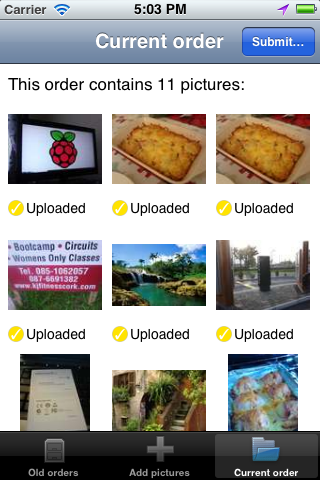 Carrier 5:03 PM
Current order
Submit...
This order contains 11 pictures:
Uploaded Uploaded Uploaded
• Bootcamp • Circuits
• Womens Only Classes
Tel. 085-1062057
087-6691382
www.kjfitnesscork.com
Uploaded Uploaded Uploaded
Old orders Add pictures Current order